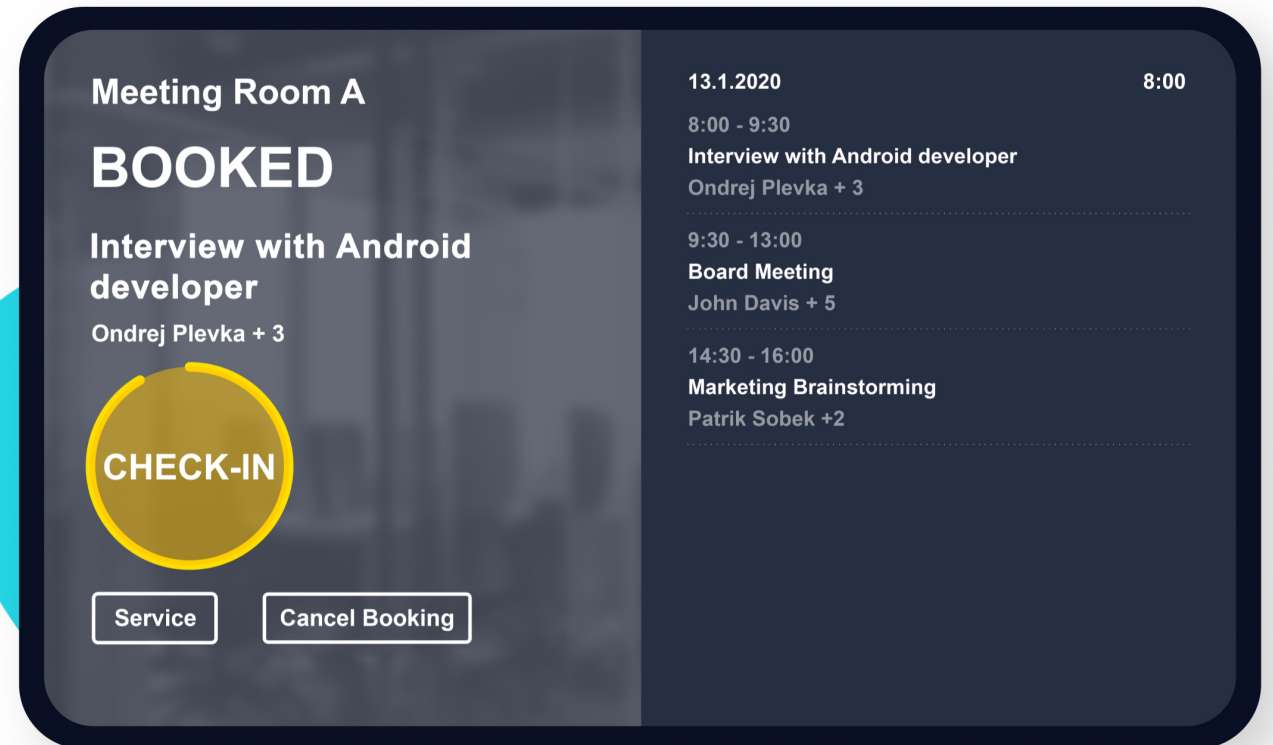 Meeting Room A
BOOKED
Interview with Android
developer
Ondrej Plevka + 3
CHECK-IN
Service
Cancel Booking
13.1.2020
8:00
8:00 - 9:30
Interview with Android developer
Ondrej Plevka + 3
9:30 - 13:00
Board Meeting
John Davis + 5
14:30 - 16:00
Marketing Brainstorming
Patrik Sobek +2